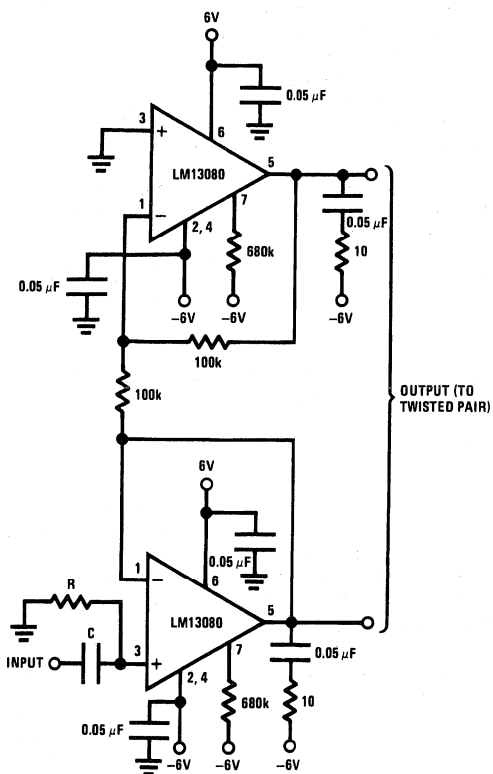 6V
0.05 μF
3
+
6
5
LM13080
7
1
−
2, 4
0.05 μF
680k
0.05 μF
10
−6V
−6V
−6V
100k
100k
OUTPUT (TO
TWISTED PAIR)
6V
0.05 μF
1
−
6
R
LM13080
5
C
7
INPUT
3
+
2, 4
0.05 μF
680k
10
0.05 μF
−6V
−6V
−6V